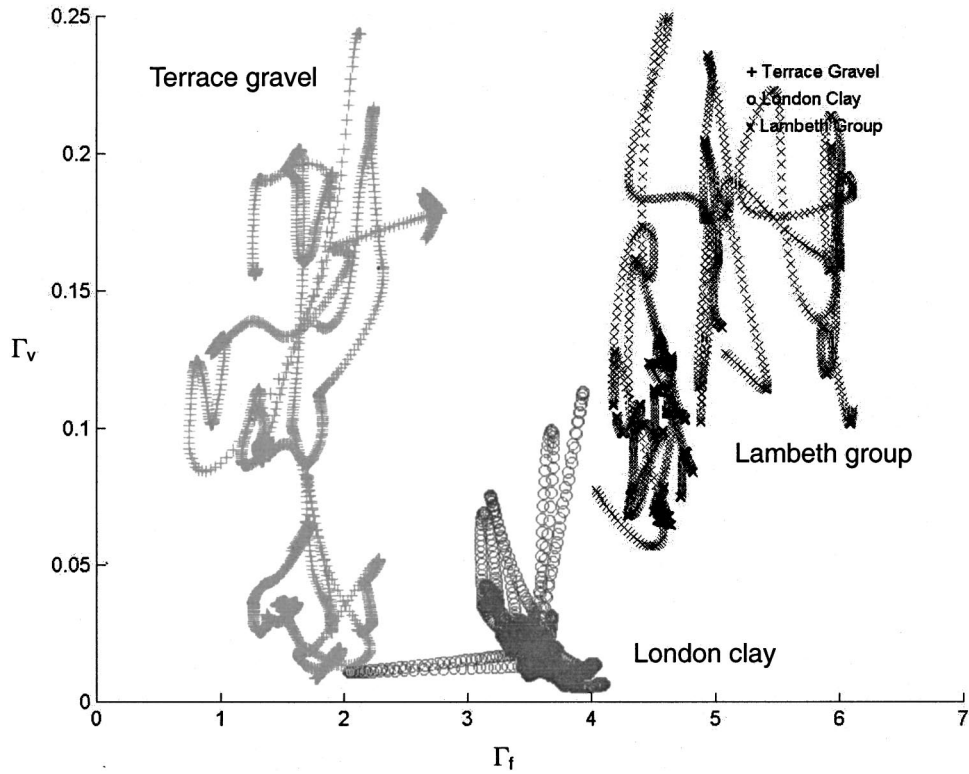 0.25
Terrace gravel
+ Terrace Gravel
o London Clay
x Lambeth Group
0.2
0.15
Γv
0.1
Lambeth group
0.05
London clay
0
0 1 2 3 4 5 6 7
Γf